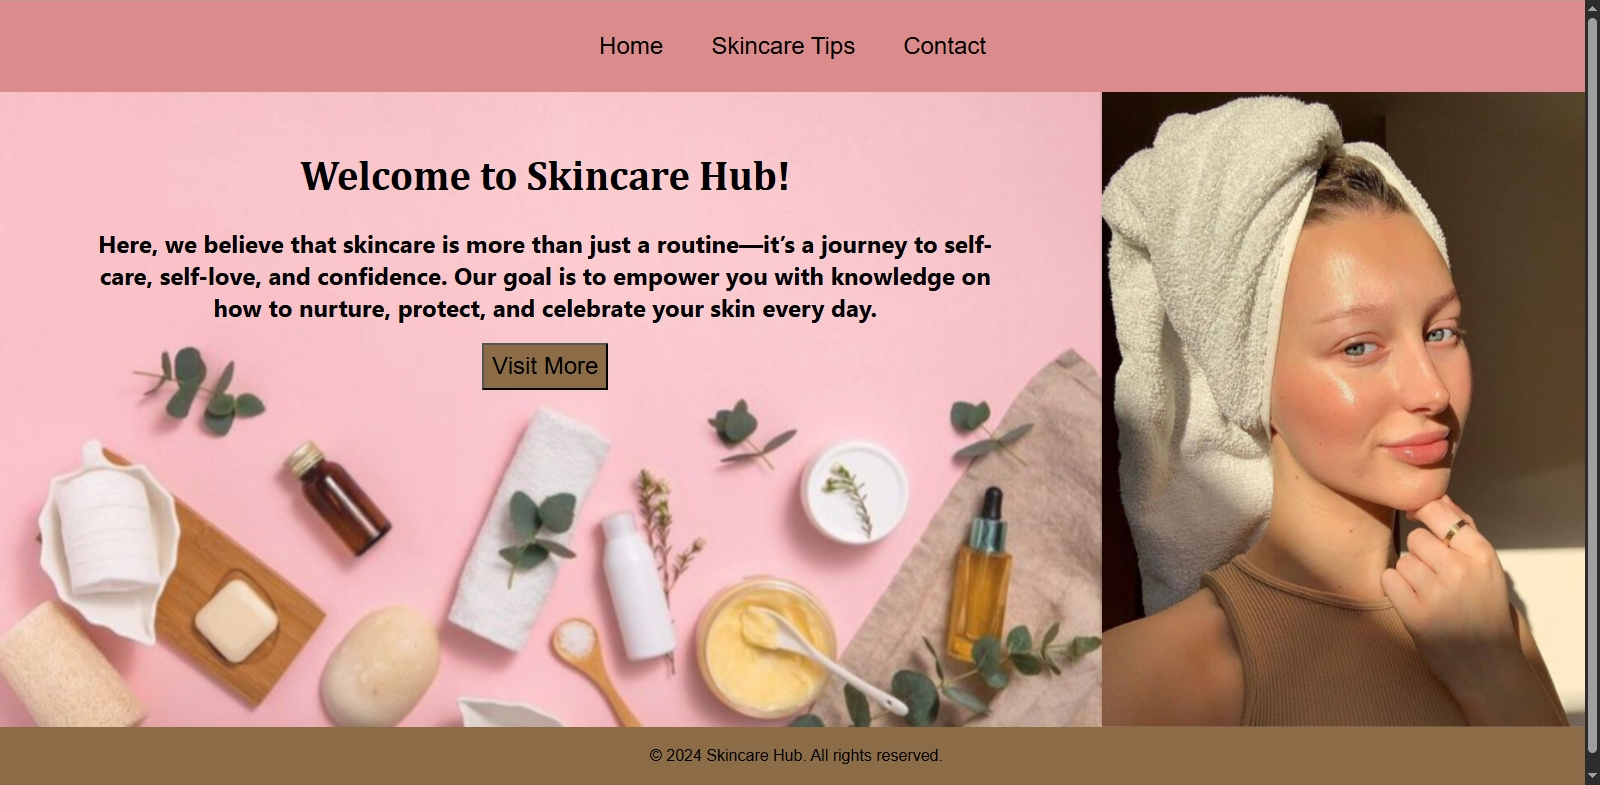 Home Skincare Tips Contact
Welcome to Skincare Hub!
Here, we believe that skincare is more than just a routine—it’s a journey to self-
care, self-love, and confidence. Our goal is to empower you with knowledge on
how to nurture, protect, and celebrate your skin every day.
Visit More
© 2024 Skincare Hub. All rights reserved.